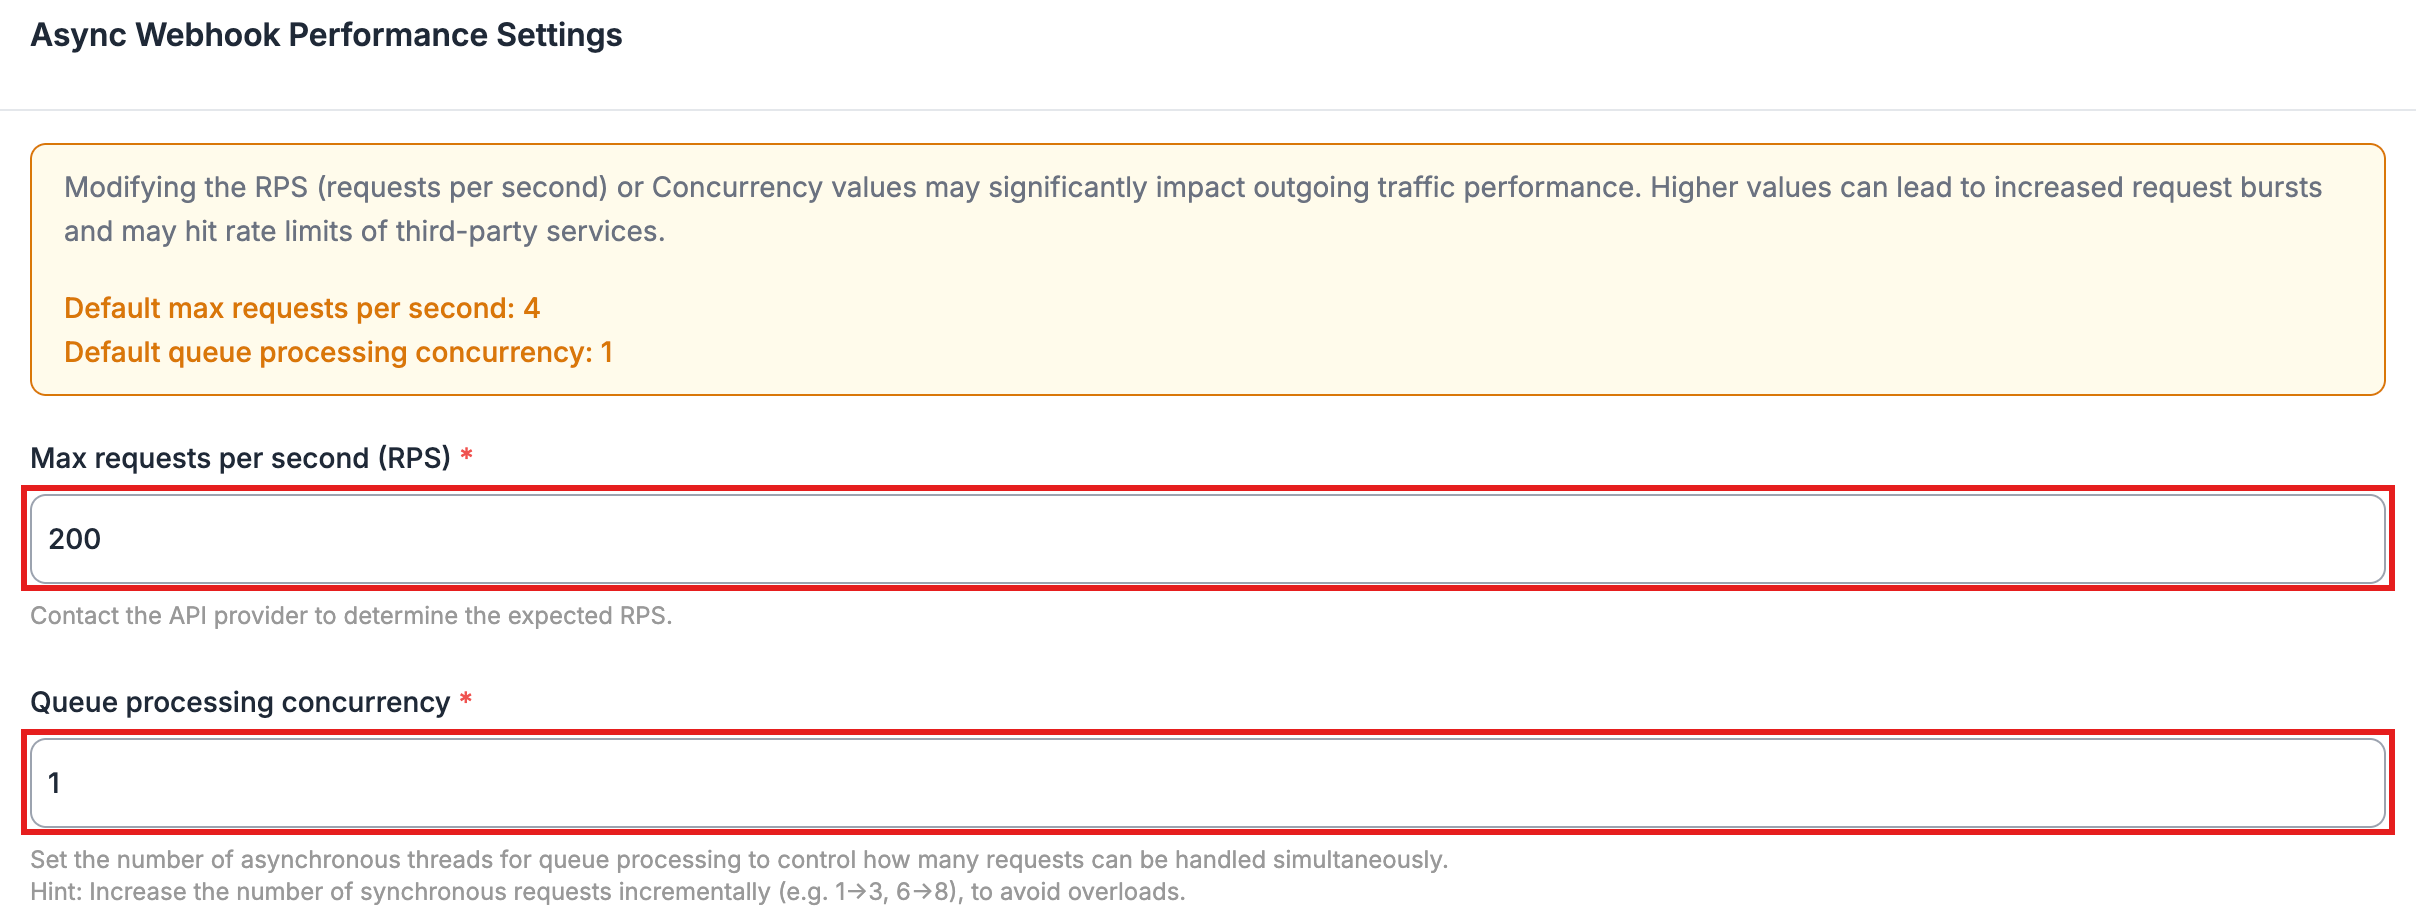 Async Webhook Performance Settings
Modifying the RPS (requests per second) or Concurrency values may significantly impact outgoing traffic performance. Higher values can lead to increased request bursts
and may hit rate limits of third-party services.
Default max requests per second: 4
Default queue processing concurrency: 1
Max requests per second (RPS) *
200
Contact the API provider to determine the expected RPS.
Queue processing concurrency *
1
Set the number of asynchronous threads for queue processing to control how many requests can be handled simultaneously.
Hint: Increase the number of synchronous requests incrementally (e.g. 1→3, 6→8), to avoid overloads.